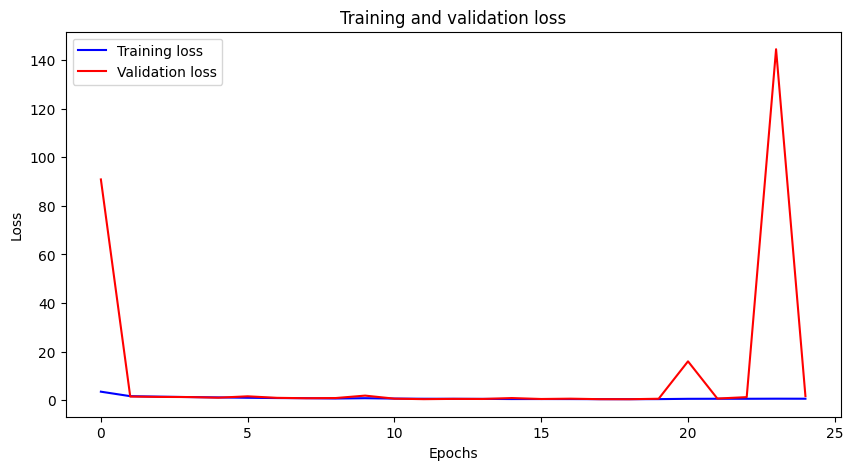 Training and validation loss
Training loss
Validation loss
140
120
100
80
60
40
20
0
Loss
0 5 10 15 20 25
Epochs